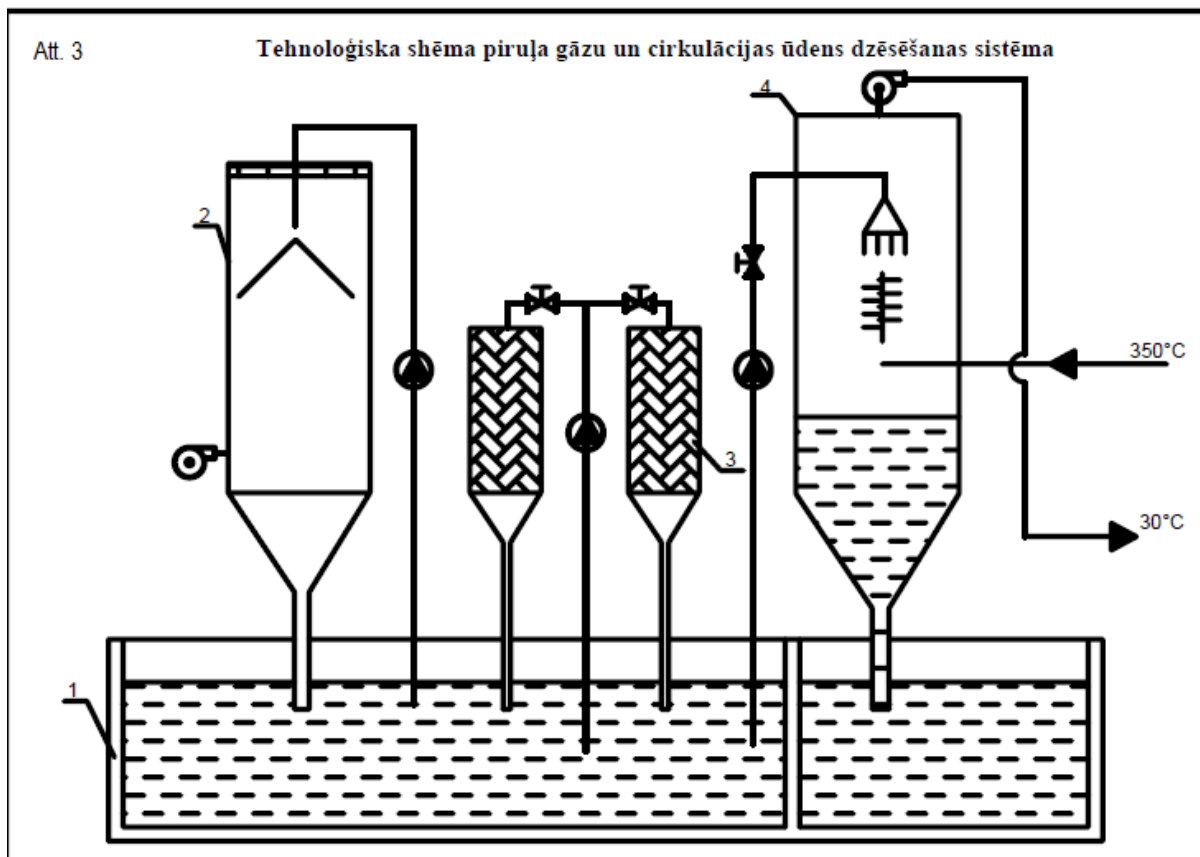 Att. 3
Tehnoloģiska shēma piruļa gāzu un cirkulācijas ūdens dzēsēšanas sistēma
4
2
350°C
3
30°C
1